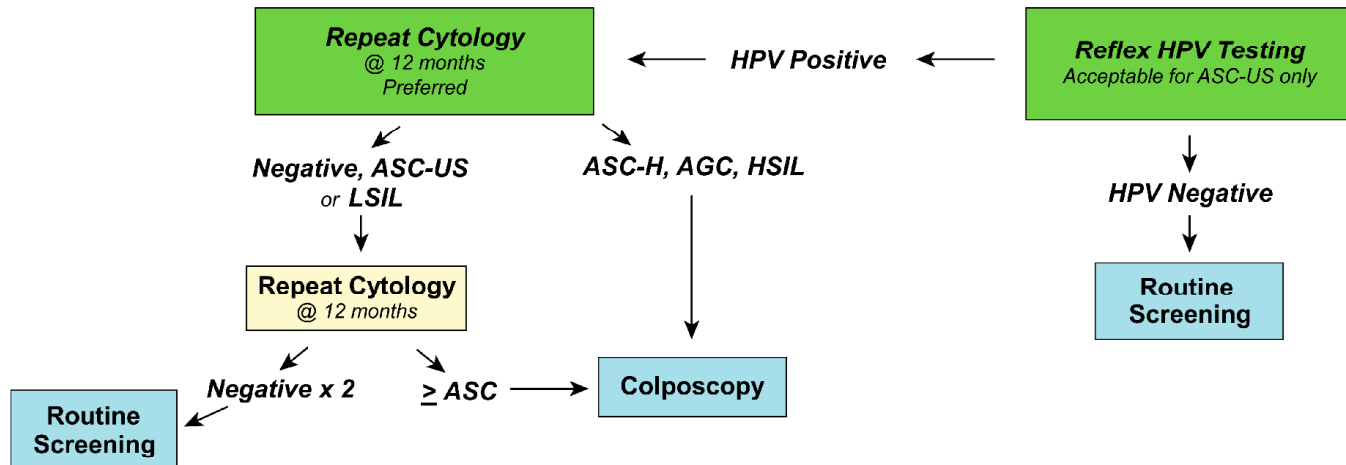 Repeat Cytology
@ 12 months
Preferred
HPV Positive
Reflex HPV Testing
Acceptable for ASC-US only
Negative, ASC-US
or LSIL
ASC-H, AGC, HSIL
HPV Negative
Repeat Cytology
@ 12 months
Routine
Screening
Negative x 2
≥ ASC
Colposcopy
Routine
Screening